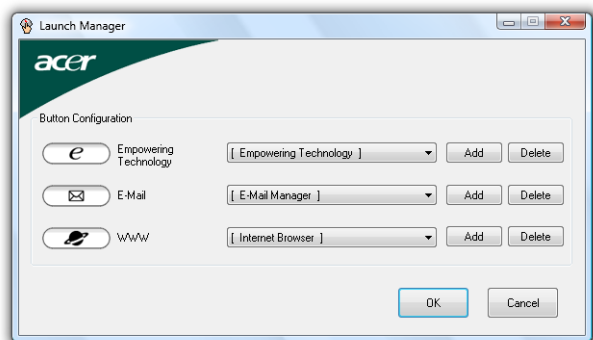 Launch Manager
acer
Button Configuration
e Empowering Technology [ Empowering Technology ] Add Delete
E-Mail [ E-Mail Manager ] Add Delete
WWW [ Internet Browser ] Add Delete
OK Cancel